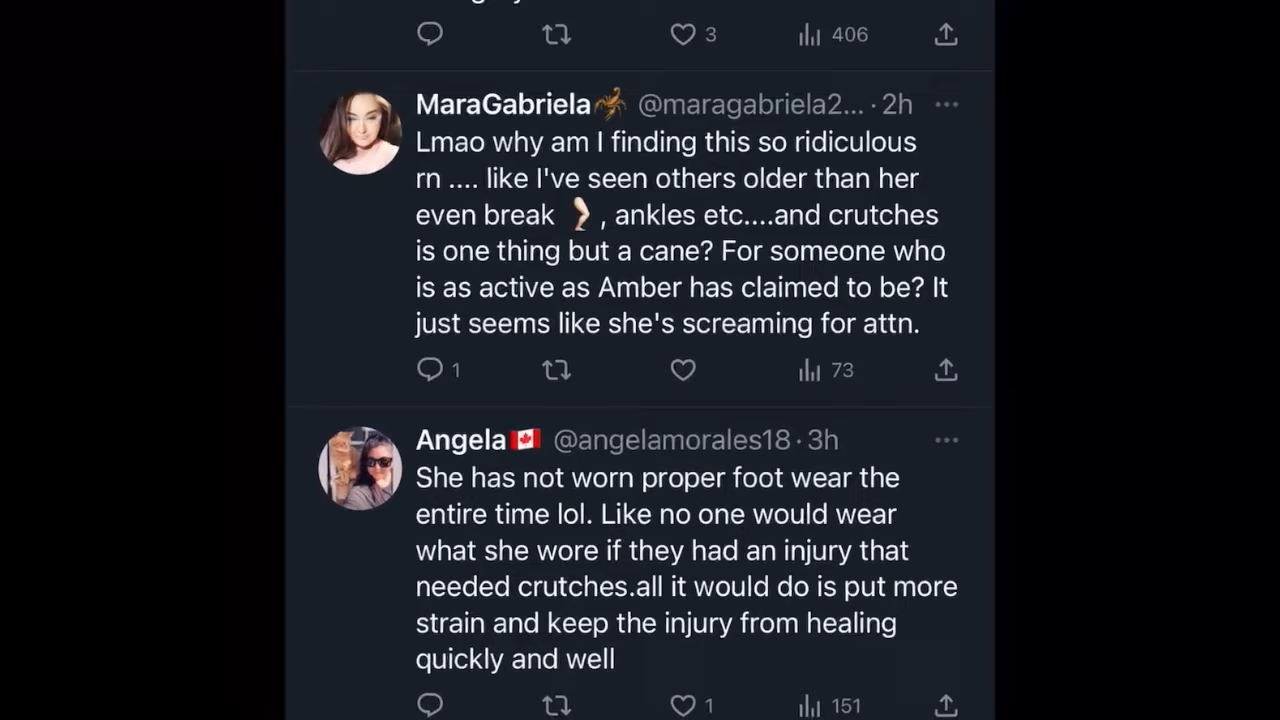 3 406
MaraGabriela🦂 @maragabriela2... · 2h
Lmao why am I finding this so ridiculous
rn .... like I've seen others older than her
even break 🦵🏻, ankles etc....and crutches
is one thing but a cane? For someone who
is as active as Amber has claimed to be? It
just seems like she's screaming for attn.
1 73
Angela🇨🇦 @angelamorales18 · 3h
She has not worn proper foot wear the
entire time lol. Like no one would wear
what she wore if they had an injury that
needed crutches.all it would do is put more
strain and keep the injury from healing
quickly and well
1 151